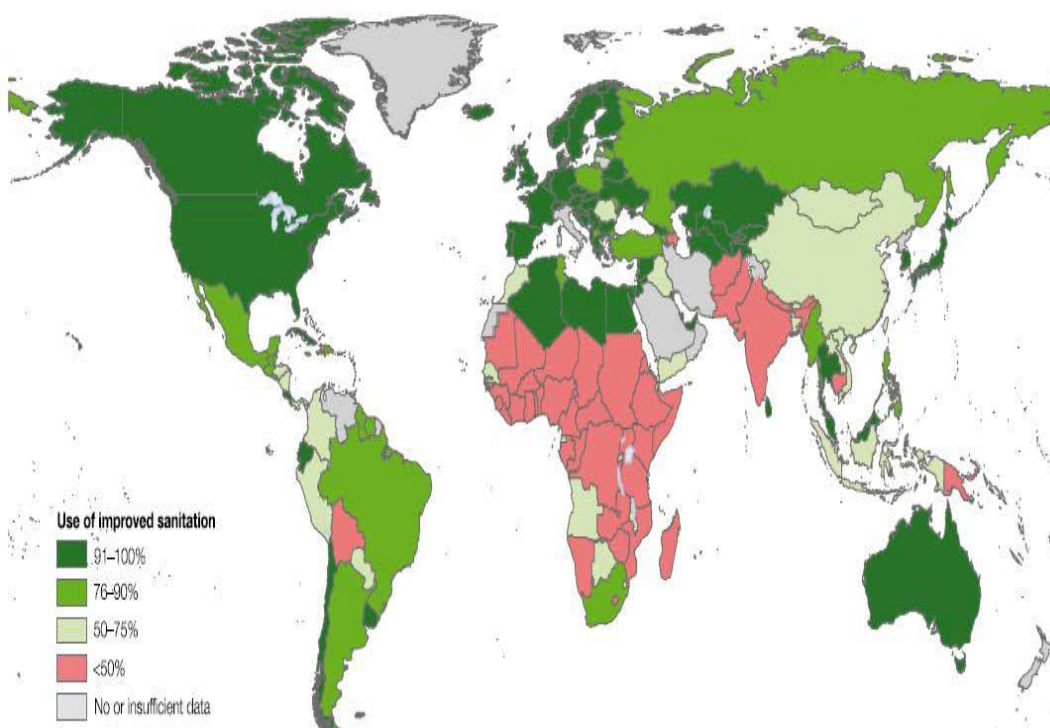 Use of improved sanitation
91–100%
76–90%
50–75%
<50%
No or insufficient data